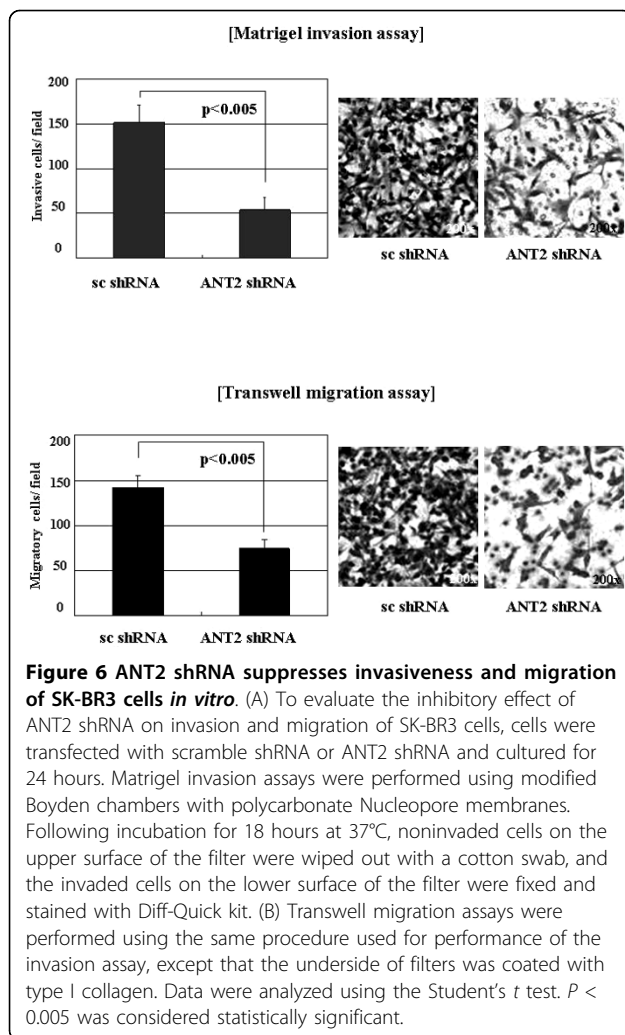 [Matrigel invasion assay]
200
150
100
50
0
Invasive cells/ field
p<0.005
sc shRNA
ANT2 shRNA
200x
200x
sc shRNA
ANT2 shRNA
[Transwell migration assay]
200
150
100
50
0
Migratory cells/ field
p<0.005
sc shRNA
ANT2 shRNA
200x
200x
sc shRNA
ANT2 shRNA
Figure 6 ANT2 shRNA suppresses invasiveness and migration
of SK-BR3 cells in vitro. (A) To evaluate the inhibitory effect of
ANT2 shRNA on invasion and migration of SK-BR3 cells, cells were
transfected with scramble shRNA or ANT2 shRNA and cultured for
24 hours. Matrigel invasion assays were performed using modified
Boyden chambers with polycarbonate Nucleopore membranes.
Following incubation for 18 hours at 37°C, noninvaded cells on the
upper surface of the filter were wiped out with a cotton swab, and
the invaded cells on the lower surface of the filter were fixed and
stained with Diff-Quick kit. (B) Transwell migration assays were
performed using the same procedure used for performance of the
invasion assay, except that the underside of filters was coated with
type I collagen. Data were analyzed using the Student's t test. P <
0.005 was considered statistically significant.